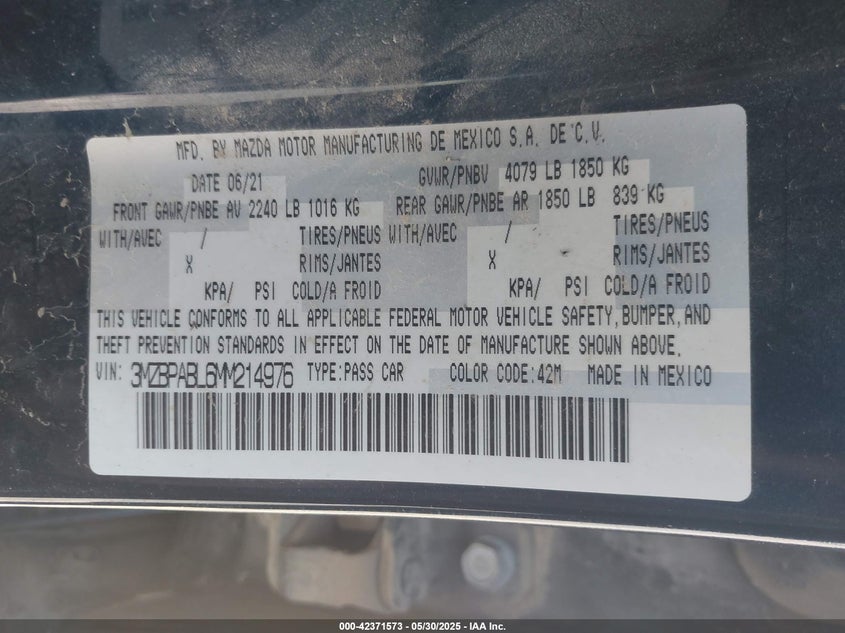 MFD. BY MAZDA MOTOR MANUFACTURING DE MEXICO S.A. DE C.V.
DATE 06/21 GVWR/PNBV 4079 LB 1850 KG
FRONT GAWR/PNBE AV 2240 LB 1016 KG REAR GAWR/PNBE AR 1850 LB 839 KG
WITH/AVEC / TIRES/PNEUS WITH/AVEC / TIRES/PNEUS
X RIMS/JANTES X RIMS/JANTES
KPA/ PSI COLD/A FROID KPA/ PSI COLD/A FROID
THIS VEHICLE CONFORMS TO ALL APPLICABLE FEDERAL MOTOR VEHICLE SAFETY, BUMPER, AND
THEFT PREVENTION STANDARDS IN EFFECT ON THE DATE OF MANUFACTURE SHOWN ABOVE.
VIN: 3MZBPABL6MM214976 TYPE:PASS CAR COLOR CODE:42M MADE IN MEXICO
000-42371573 - 05/30/2025 - IAA Inc.